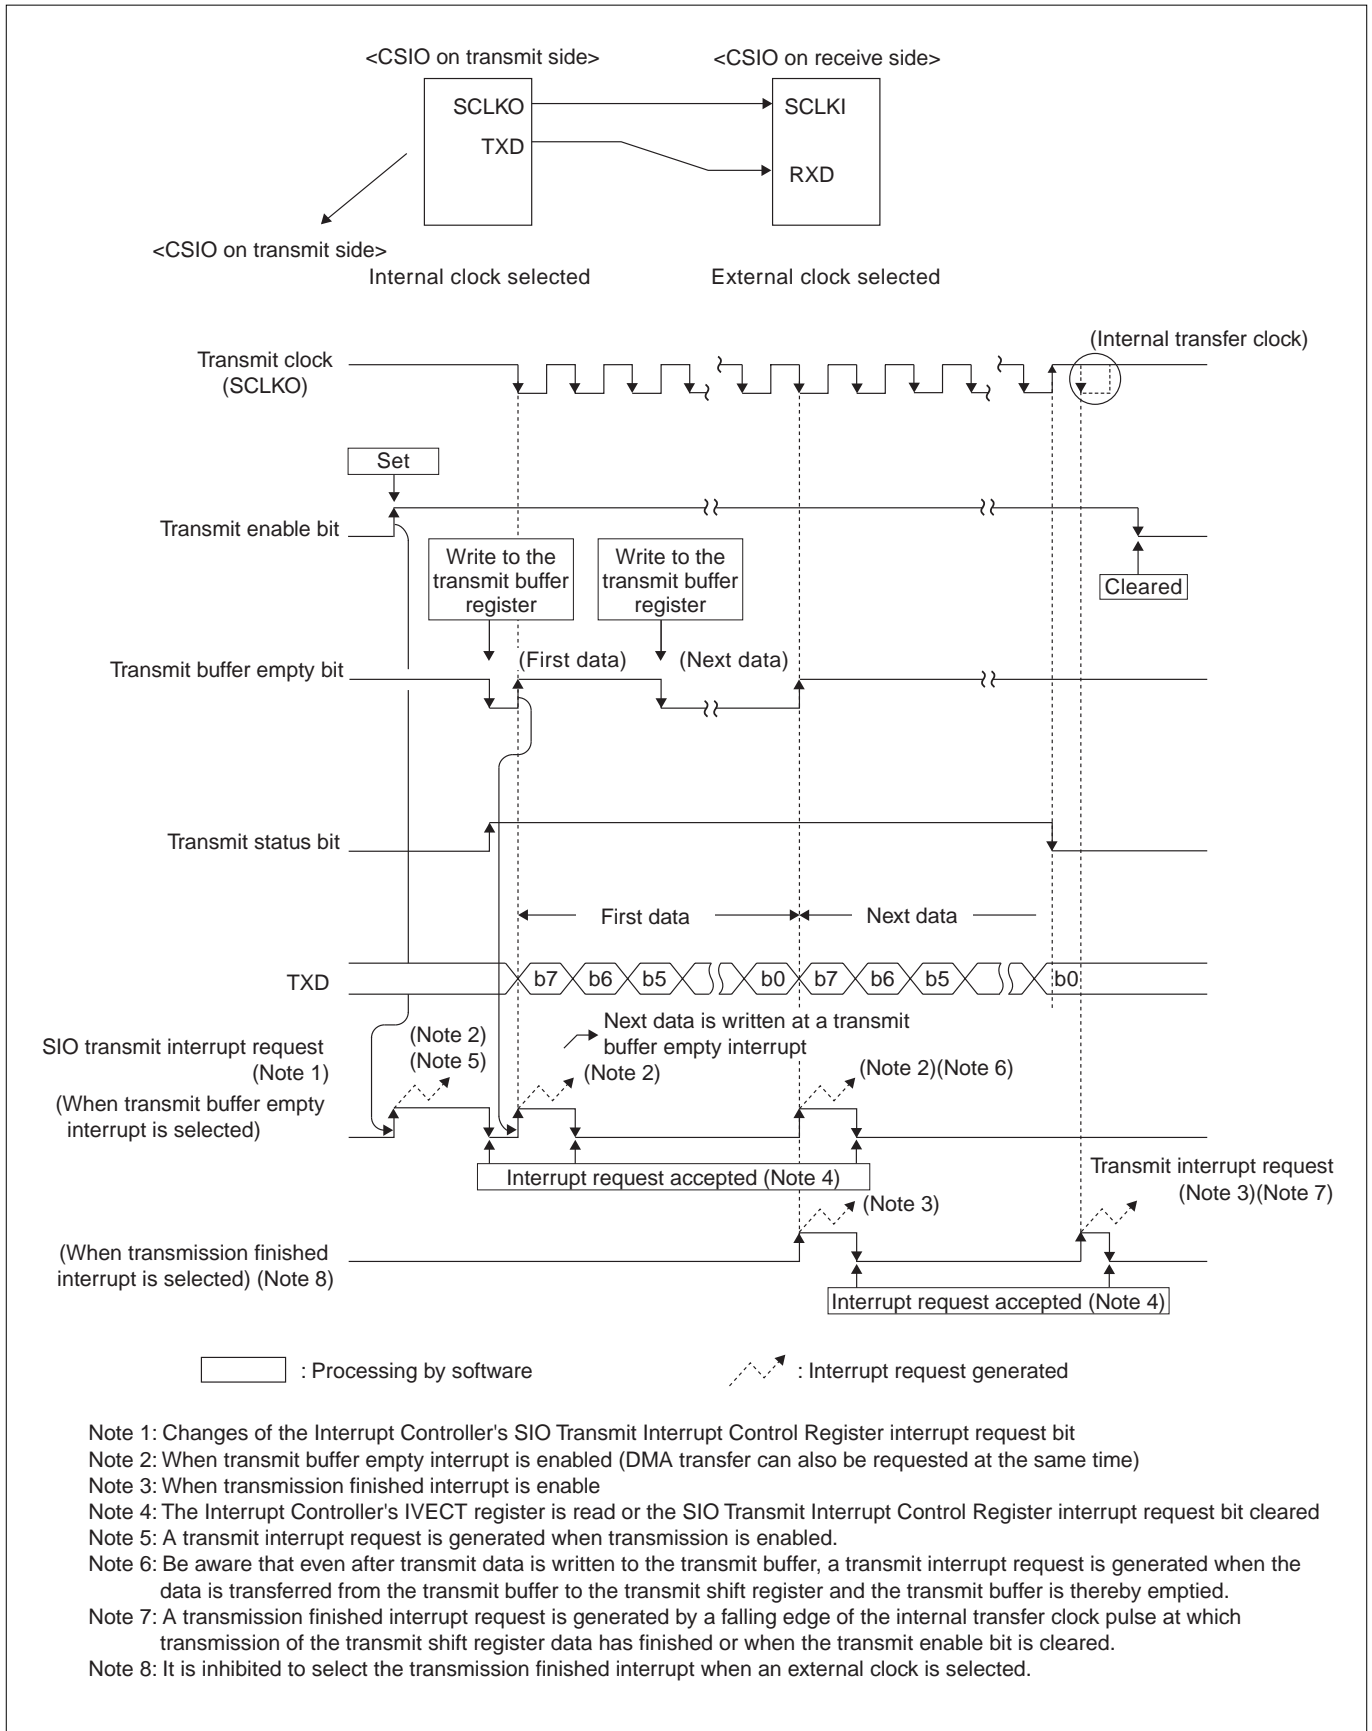 <CSIO on transmit side>
<CSIO on receive side>
SCLKO
SCLKI
TXD
RXD
<CSIO on transmit side>
Internal clock selected
External clock selected
(Internal transfer clock)
Transmit clock
(SCLKO)
Set
Transmit enable bit
Write to the
transmit buffer
register
Write to the
transmit buffer
register
Cleared
Transmit buffer empty bit
(First data)
(Next data)
Transmit status bit
First data
Next data
TXD
b7
b6
b5
b0
b7
b6
b5
b0
SIO transmit interrupt request
(Note 1)
(Note 2)
(Note 5)
Next data is written at a transmit
buffer empty interrupt
(Note 2)
(Note 2)(Note 6)
(When transmit buffer empty
interrupt is selected)
Interrupt request accepted (Note 4)
Transmit interrupt request
(Note 3)(Note 7)
(Note 3)
(When transmission finished
interrupt is selected) (Note 8)
Interrupt request accepted (Note 4)
: Processing by software
: Interrupt request generated
Note 1: Changes of the Interrupt Controller's SIO Transmit Interrupt Control Register interrupt request bit
Note 2: When transmit buffer empty interrupt is enabled (DMA transfer can also be requested at the same time)
Note 3: When transmission finished interrupt is enable
Note 4: The Interrupt Controller's IVECT register is read or the SIO Transmit Interrupt Control Register interrupt request bit cleared
Note 5: A transmit interrupt request is generated when transmission is enabled.
Note 6: Be aware that even after transmit data is written to the transmit buffer, a transmit interrupt request is generated when the
data is transferred from the transmit buffer to the transmit shift register and the transmit buffer is thereby emptied.
Note 7: A transmission finished interrupt request is generated by a falling edge of the internal transfer clock pulse at which
transmission of the transmit shift register data has finished or when the transmit enable bit is cleared.
Note 8: It is inhibited to select the transmission finished interrupt when an external clock is selected.